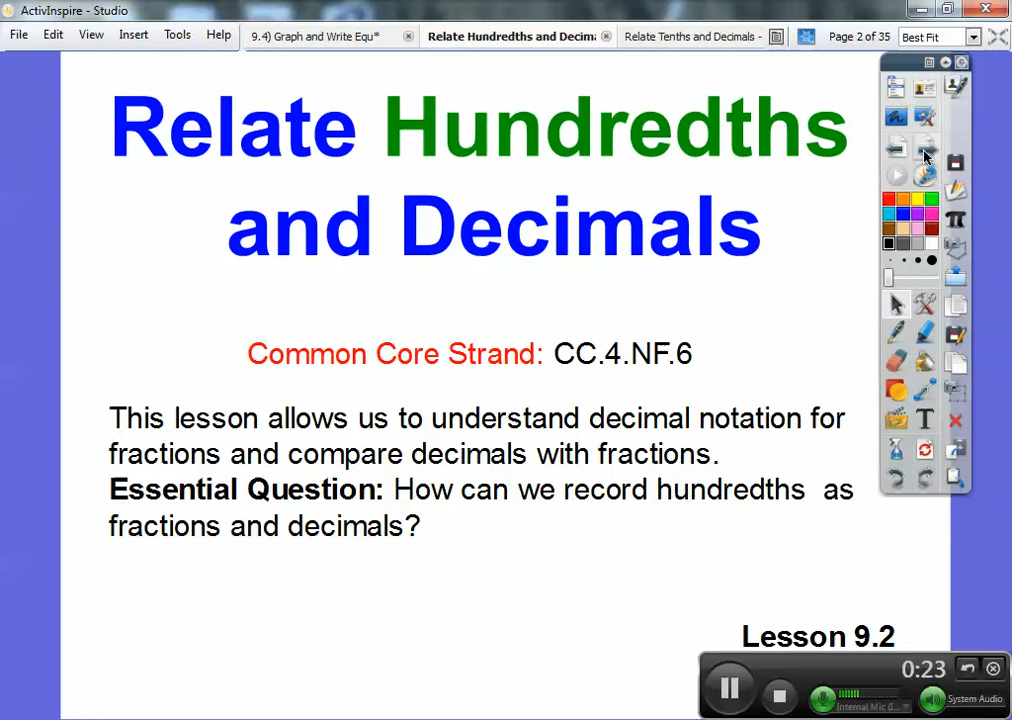 ActivInspire - Studio
File Edit View Insert Tools Help
9.4) Graph and Write Equ*
Relate Hundredths and Decima:
Relate Tenths and Decimals -
Page 2 of 35
Best Fit
Relate Hundredths
and Decimals
Common Core Strand: CC.4.NF.6
This lesson allows us to understand decimal notation for
fractions and compare decimals with fractions.
Essential Question: How can we record hundredths as
fractions and decimals?
Lesson 9.2
0:23
Internal Mic (I...
System Audio